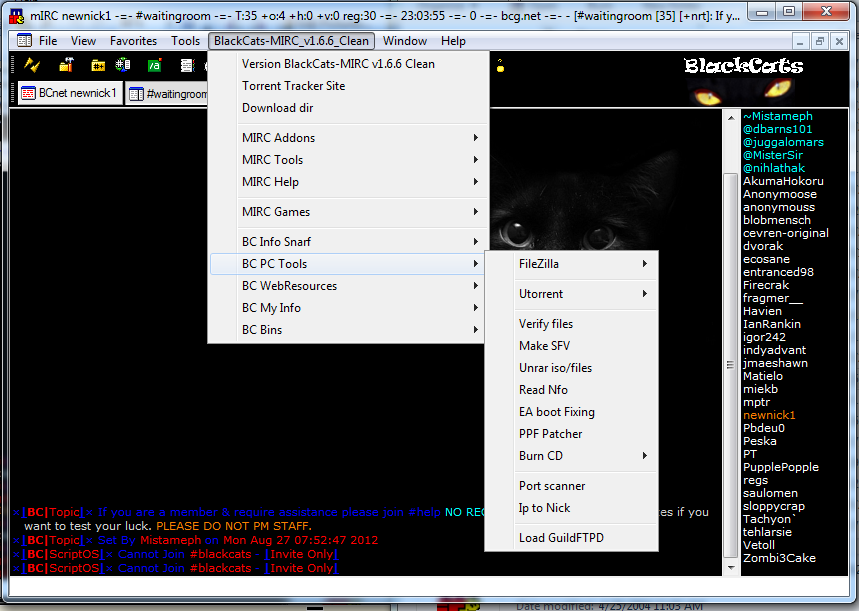 mIRC newnick1 -=- #waitingroom -=- T:35 +o:4 +h:0 +v:0 reg:30 -=- 23:03:55 -=- 0 -=- bcg.net -=- - [#waitingroom [35] [+nrt]: If y...
File View Favorites Tools BlackCats-MIRC_v1.6.6_Clean Window Help
BlackCats
BCnet newnick1 #waitingroom
Version BlackCats-MIRC v1.6.6 Clean
Torrent Tracker Site
Download dir
MIRC Addons
MIRC Tools
MIRC Help
MIRC Games
BC Info Snarf
BC PC Tools
BC WebResources
BC My Info
BC Bins
FileZilla
Utorrent
Verify files
Make SFV
Unrar iso/files
Read Nfo
EA boot Fixing
PPF Patcher
Burn CD
Port scanner
Ip to Nick
Load GuildFTPD
~Mistameph
@dbarns101
@juggalomars
@MisterSir
@nihlathak
AkumaHokoru
Anonymoose
anonymouss
blobmensch
cevren-original
dvorak
ecosane
entranced98
Firecrak
fragmer__
Havien
IanRankin
igor242
indyadvant
jmaeshawn
Matielo
miekb
mptr
newnick1
Pbdeu0
Peska
PT
PupplePopple
regs
saulomen
sloppycrap
Tachyon`
tehlarsie
Vetoll
Zombi3Cake
×[BC|Topic]× If you are a member & require assistance please join #help NO REC es if you
want to test your luck. PLEASE DO NOT PM STAFF.
×[BC|Topic]× Set By Mistameph on Mon Aug 27 07:52:47 2012
×[BC|ScriptOS]× Cannot Join #blackcats - [Invite Only]
×[BC|ScriptOS]× Cannot Join #blackcats - [Invite Only]
Date modified: 4/25/2004 11:03 AM